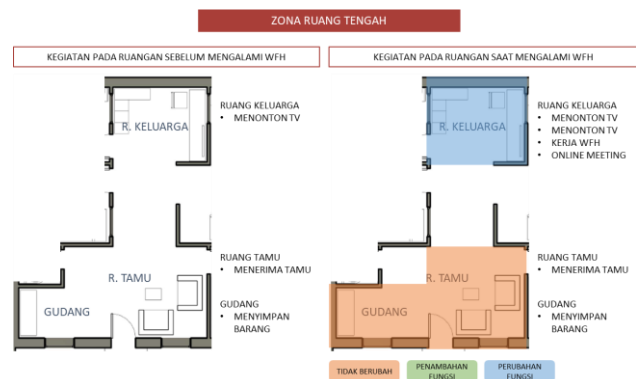 ZONA RUANG TENGAH
KEGIATAN PADA RUANGAN SEBELUM MENGALAMI WFH
R. KELUARGA
RUANG KELUARGA
• MENONTON TV
R. TAMU
GUDANG
RUANG TAMU
• MENERIMA TAMU
GUDANG
• MENYIMPAN
BARANG
KEGIATAN PADA RUANGAN SAAT MENGALAMI WFH
R. KELUARGA
RUANG KELUARGA
• MENONTON TV
• MENONTON TV
• KERJA WFH
• ONLINE MEETING
R. TAMU
GUDANG
RUANG TAMU
• MENERIMA TAMU
GUDANG
• MENYIMPAN
BARANG
TIDAK BERUBAH
PENAMBAHAN
FUNGSI
PERUBAHAN
FUNGSI